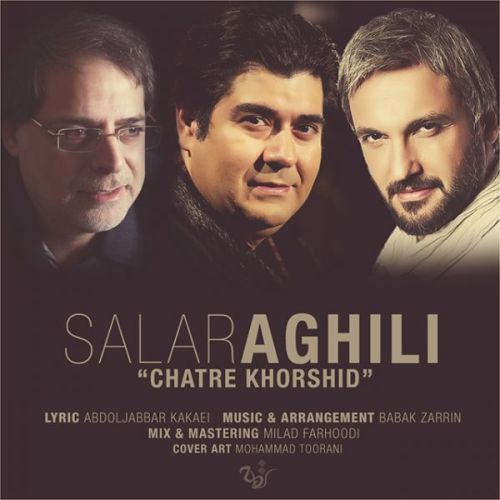 SALAR AGHILI
"CHATRE KHORSHID"
LYRIC ABDOLJABBAR KAKAEI MUSIC & ARRANGEMENT BABAK ZARRIN
MIX & MASTERING MILAD FARHOODI
COVER ART MOHAMMAD TOORANI